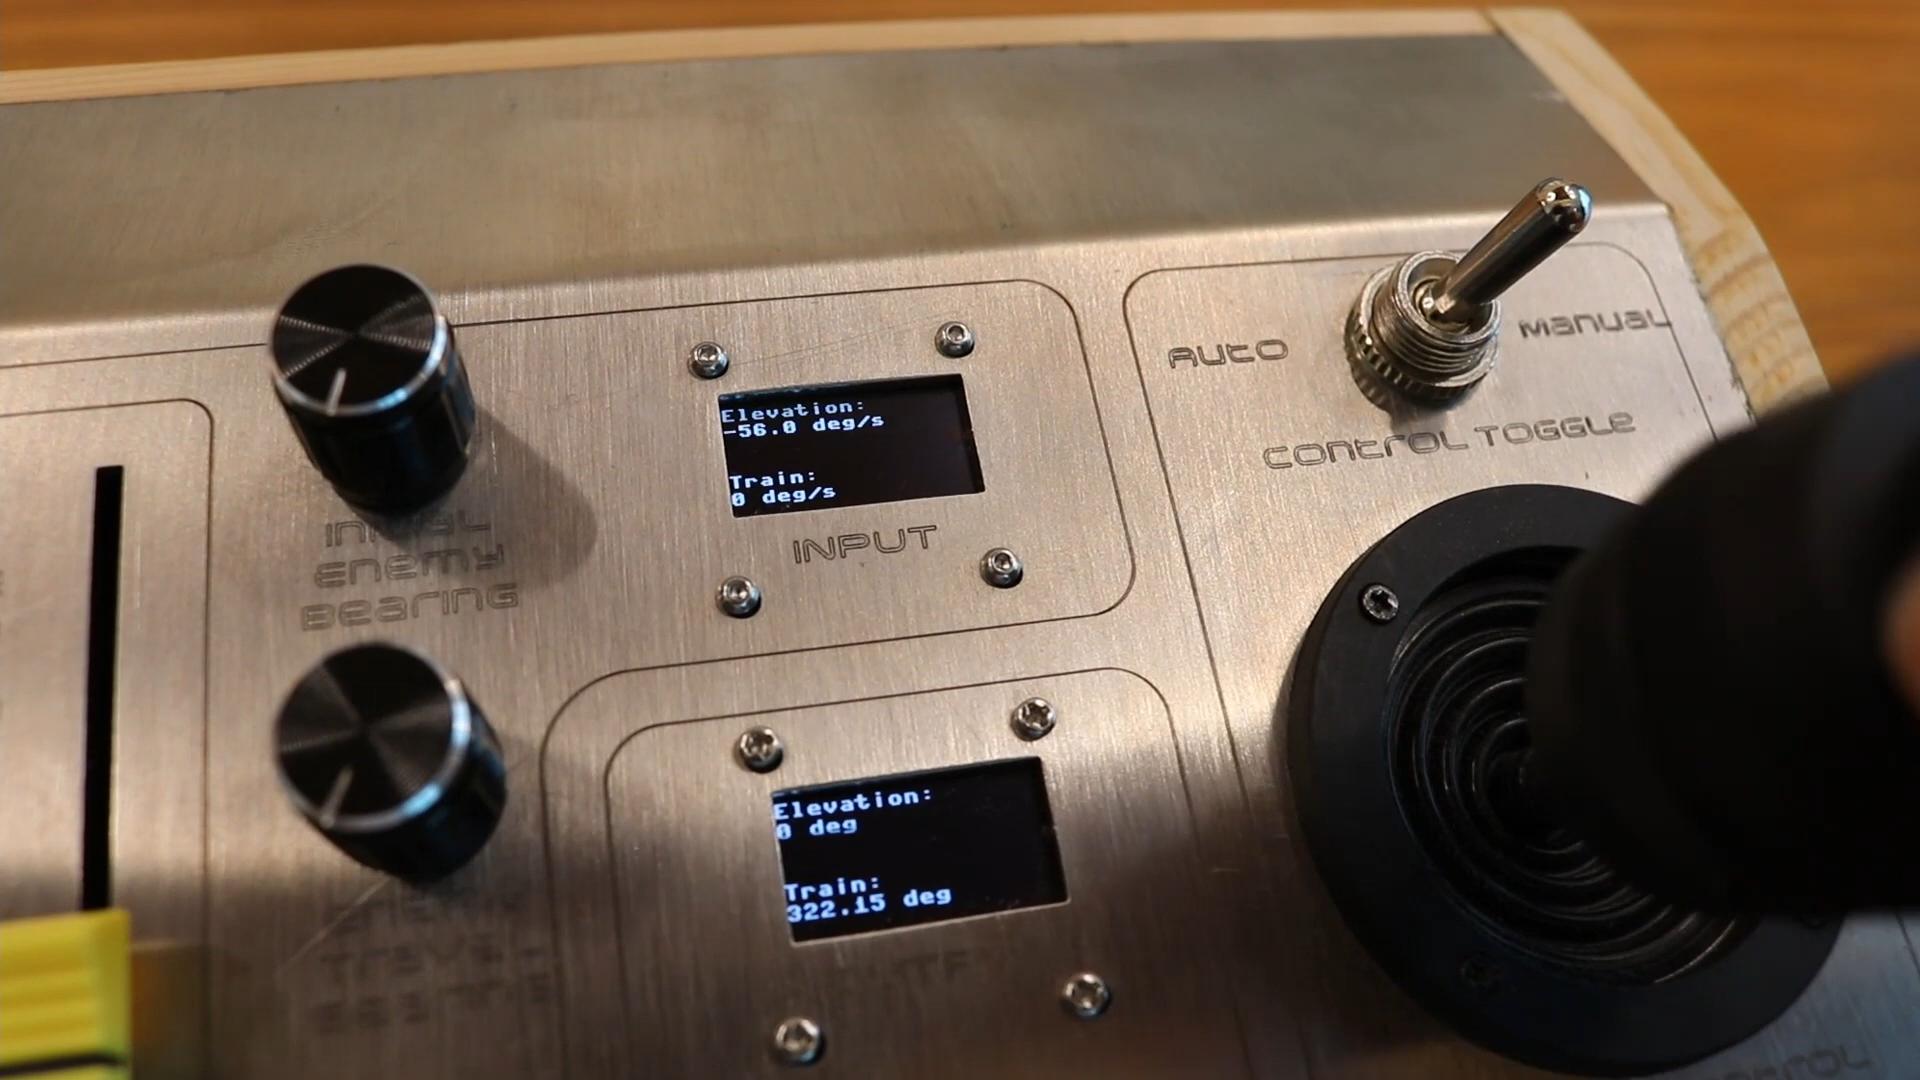 Elevation:
-56.0 deg/s
Train:
0 deg/s
INPUT
AUTO
MANUAL
CONTROL TOGGLE
INITIAL
ENEMY
BEARING
Elevation:
0 deg
Train:
322.15 deg